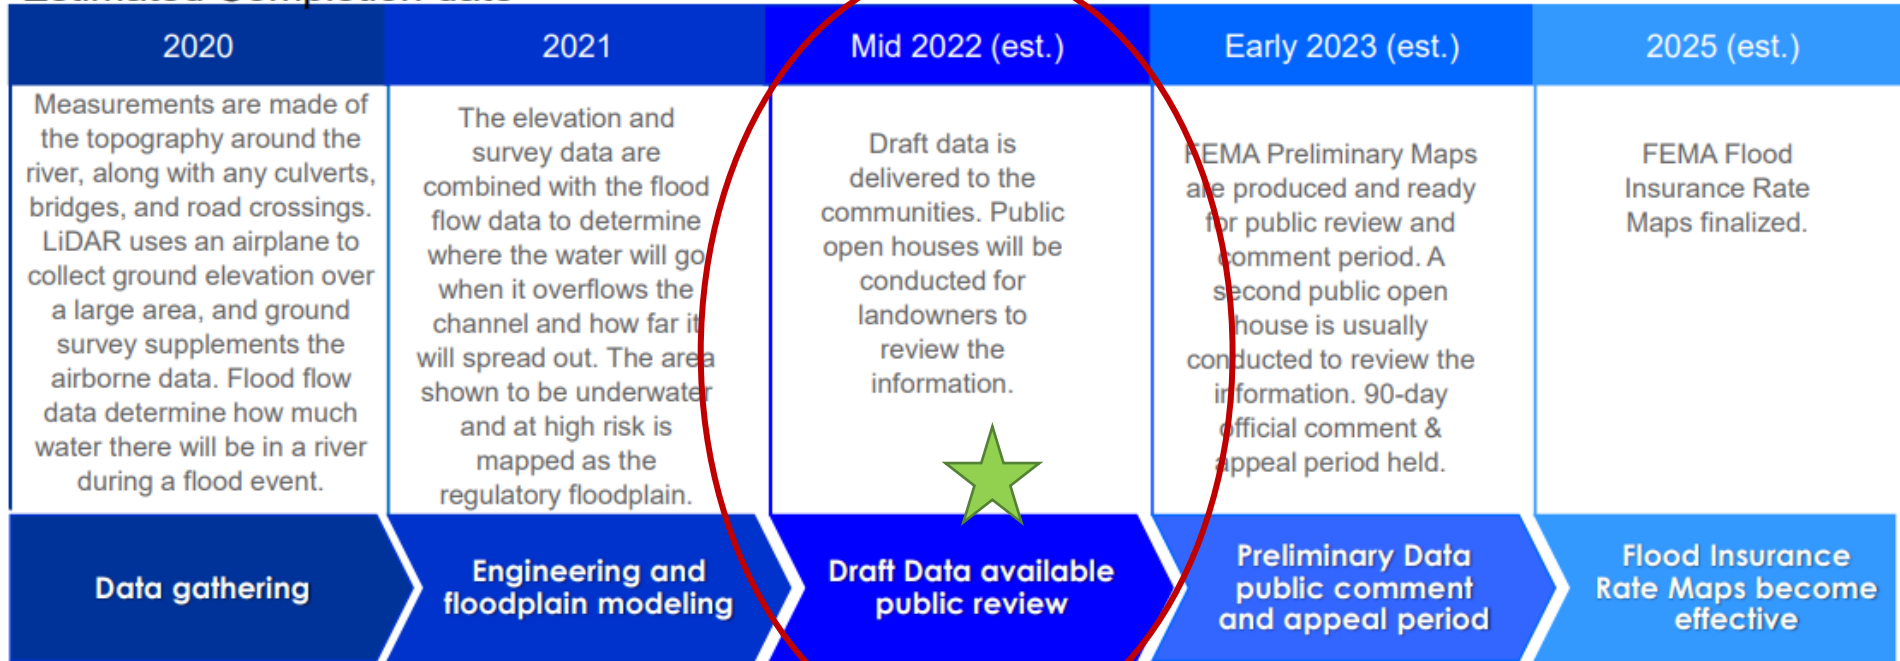 Estimated Completion date
2020
2021
Mid 2022 (est.)
Early 2023 (est.)
2025 (est.)
Measurements are made of
the topography around the
river, along with any culverts,
bridges, and road crossings.
LiDAR uses an airplane to
collect ground elevation over
a large area, and ground
survey supplements the
airborne data. Flood flow
data determine how much
water there will be in a river
during a flood event.
The elevation and
survey data are
combined with the flood
flow data to determine
where the water will go
when it overflows the
channel and how far it
will spread out. The area
shown to be underwater
and at high risk is
mapped as the
regulatory floodplain.
Draft data is
delivered to the
communities. Public
open houses will be
conducted for
landowners to
review the
information.
FEMA Preliminary Maps
are produced and ready
for public review and
comment period. A
second public open
house is usually
conducted to review the
information. 90-day
official comment &
appeal period held.
FEMA Flood
Insurance Rate
Maps finalized.
Data gathering
Engineering and
floodplain modeling
Draft Data available
public review
Preliminary Data
public comment
and appeal period
Flood Insurance
Rate Maps become
effective